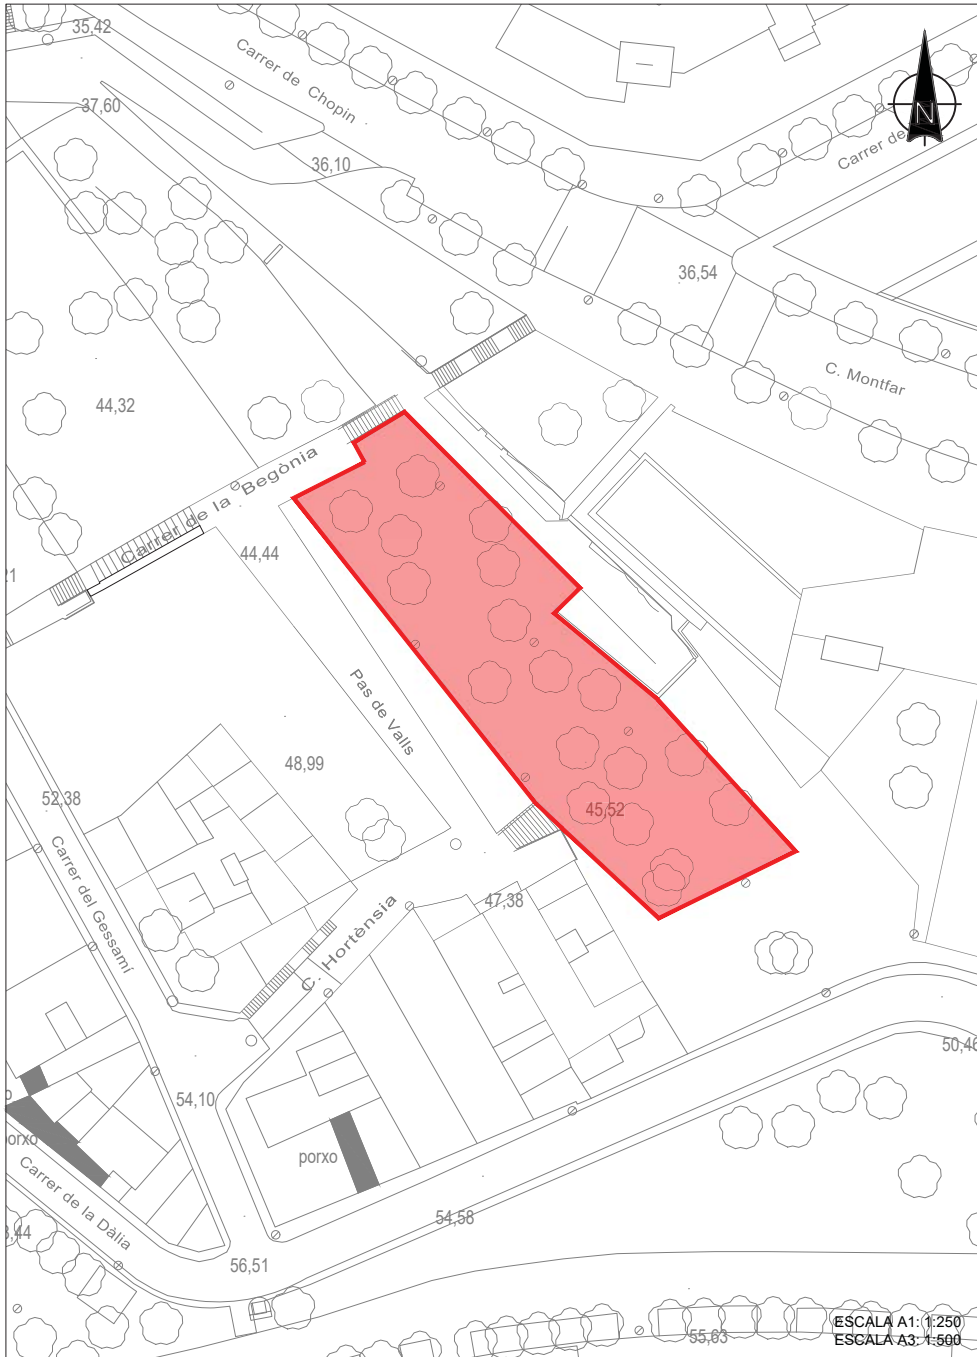 35,42
Carrer de Chopin
37,60
36,10
N
Carrer de
36,54
C. Montfar
44,32
Carrer de la Begònia
44,44
21
Pas de Valls
48,99
52,38
45,52
Carrer del Gessamí
47,38
C. Hortènsia
50,46
54,10
porxo
porxo
Carrer de la Dàlia
54,58
3,44
56,51
55,63
ESCALA A1: 1:250
ESCALA A3: 1:500